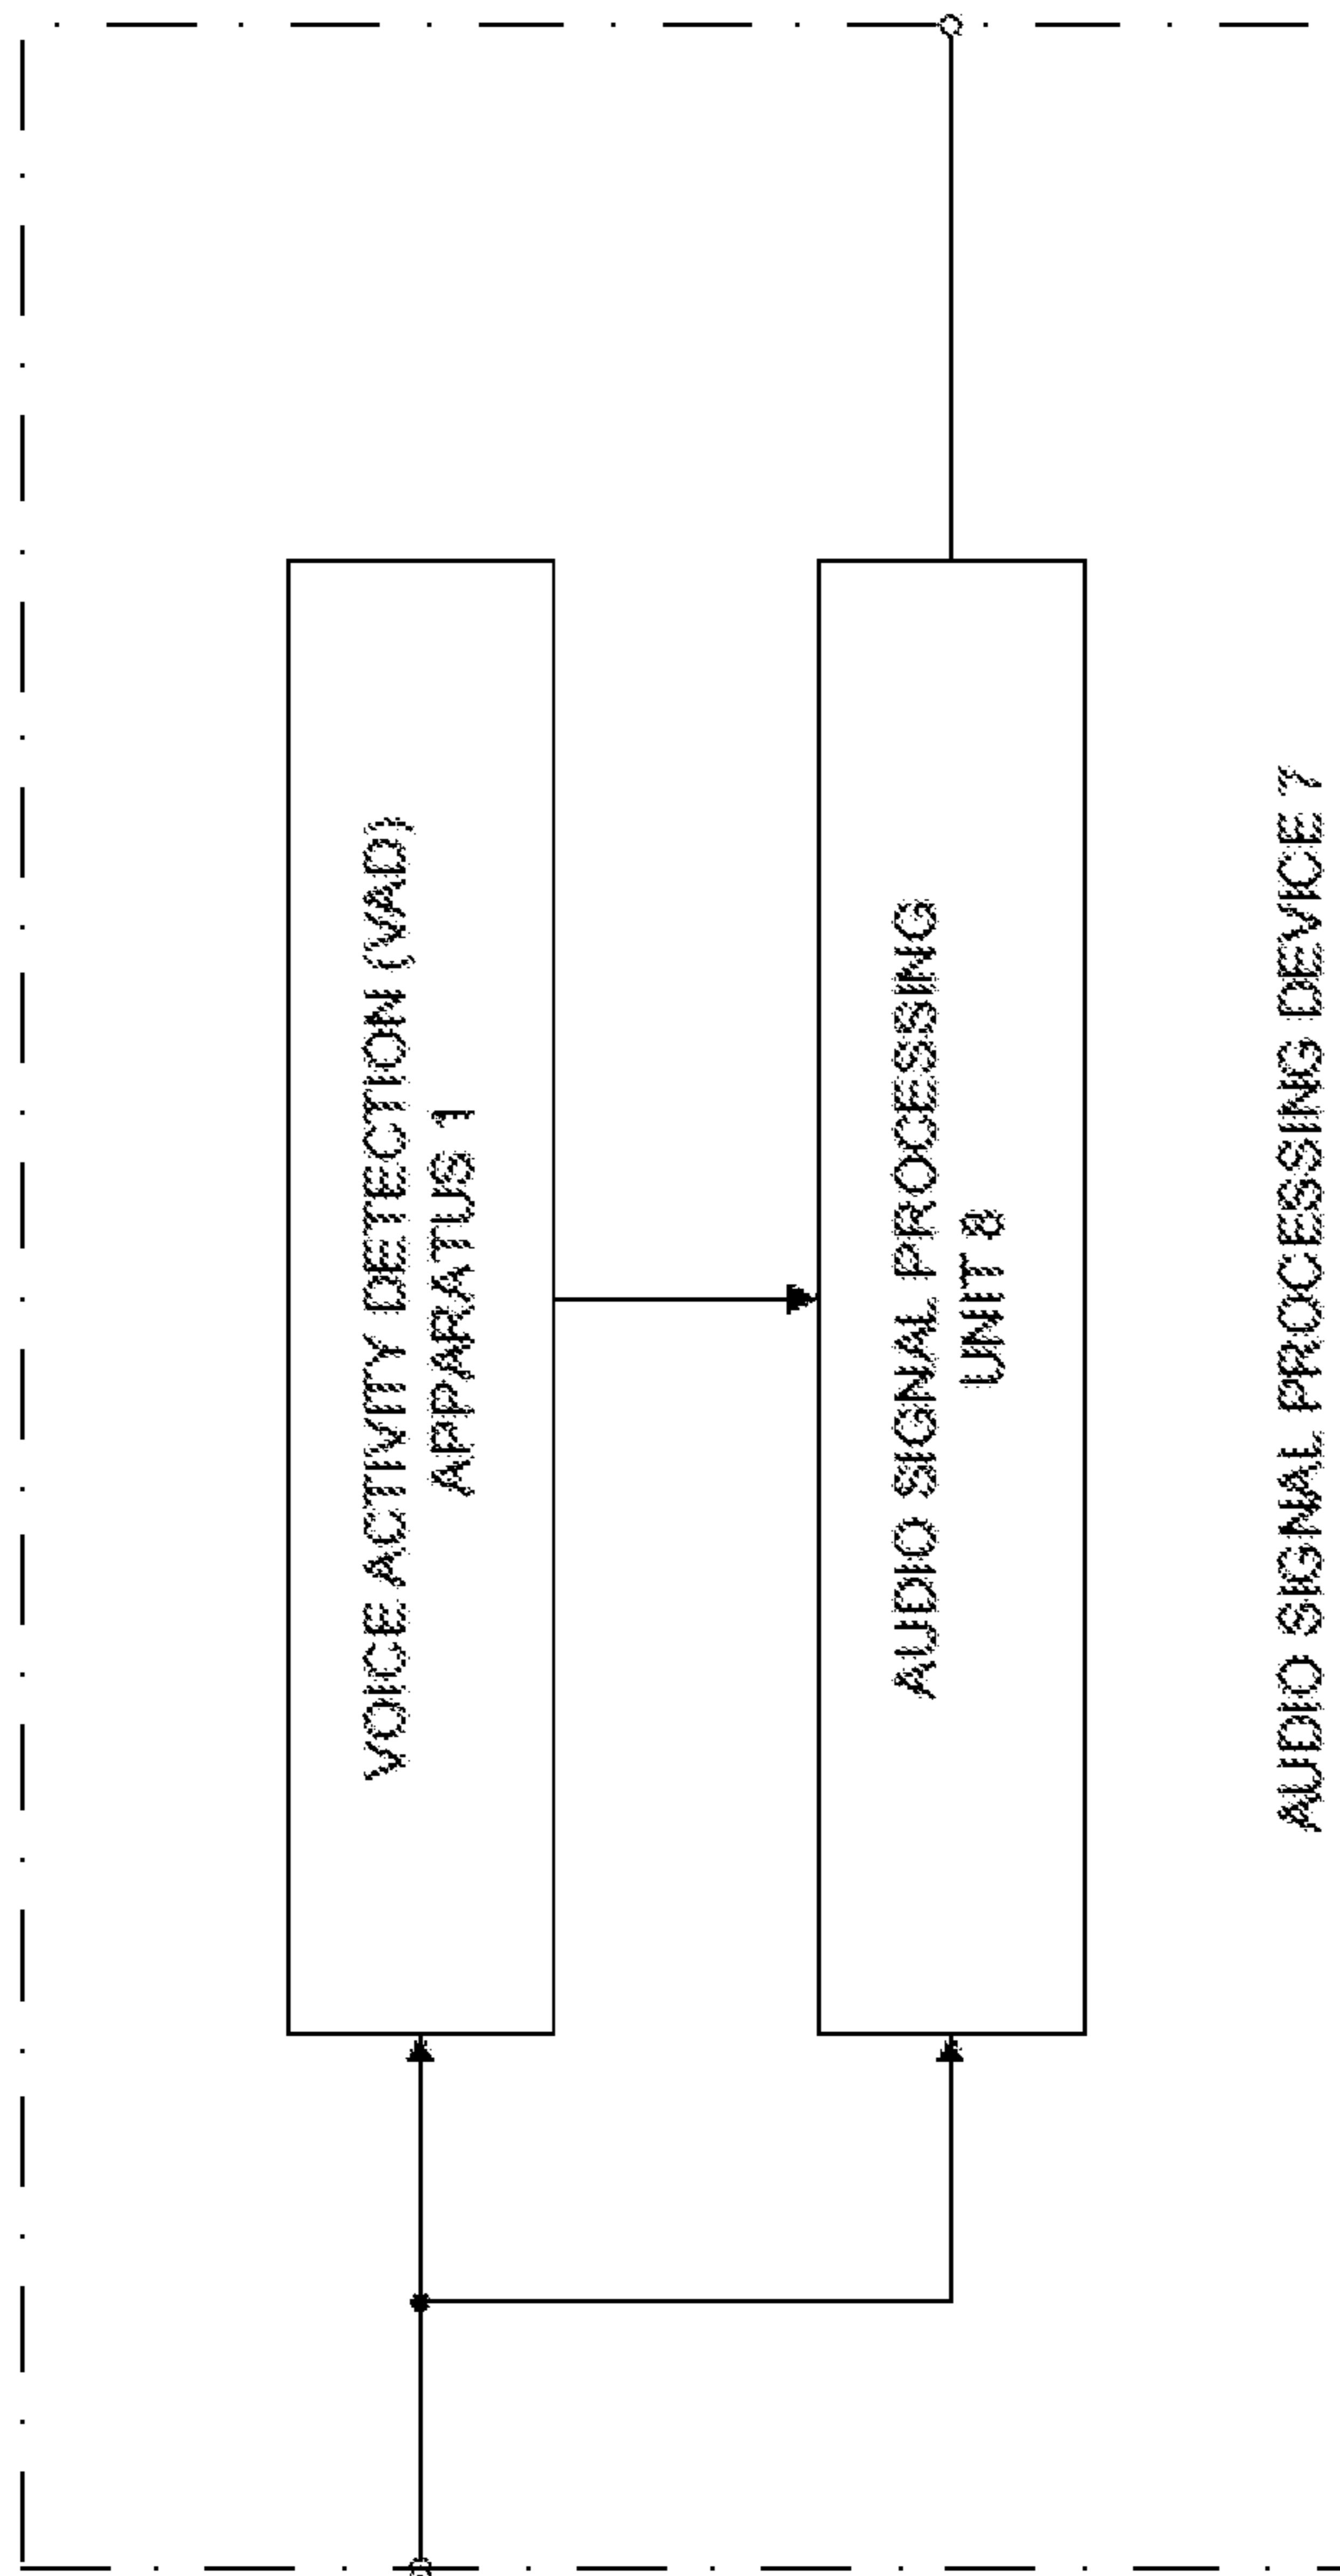 VOICE ACTIVITY DETECTION (VAD)
APPARATUS 1
AUDIO SIGNAL PROCESSING
UNIT 8
AUDIO SIGNAL PROCESSING DEVICE 7